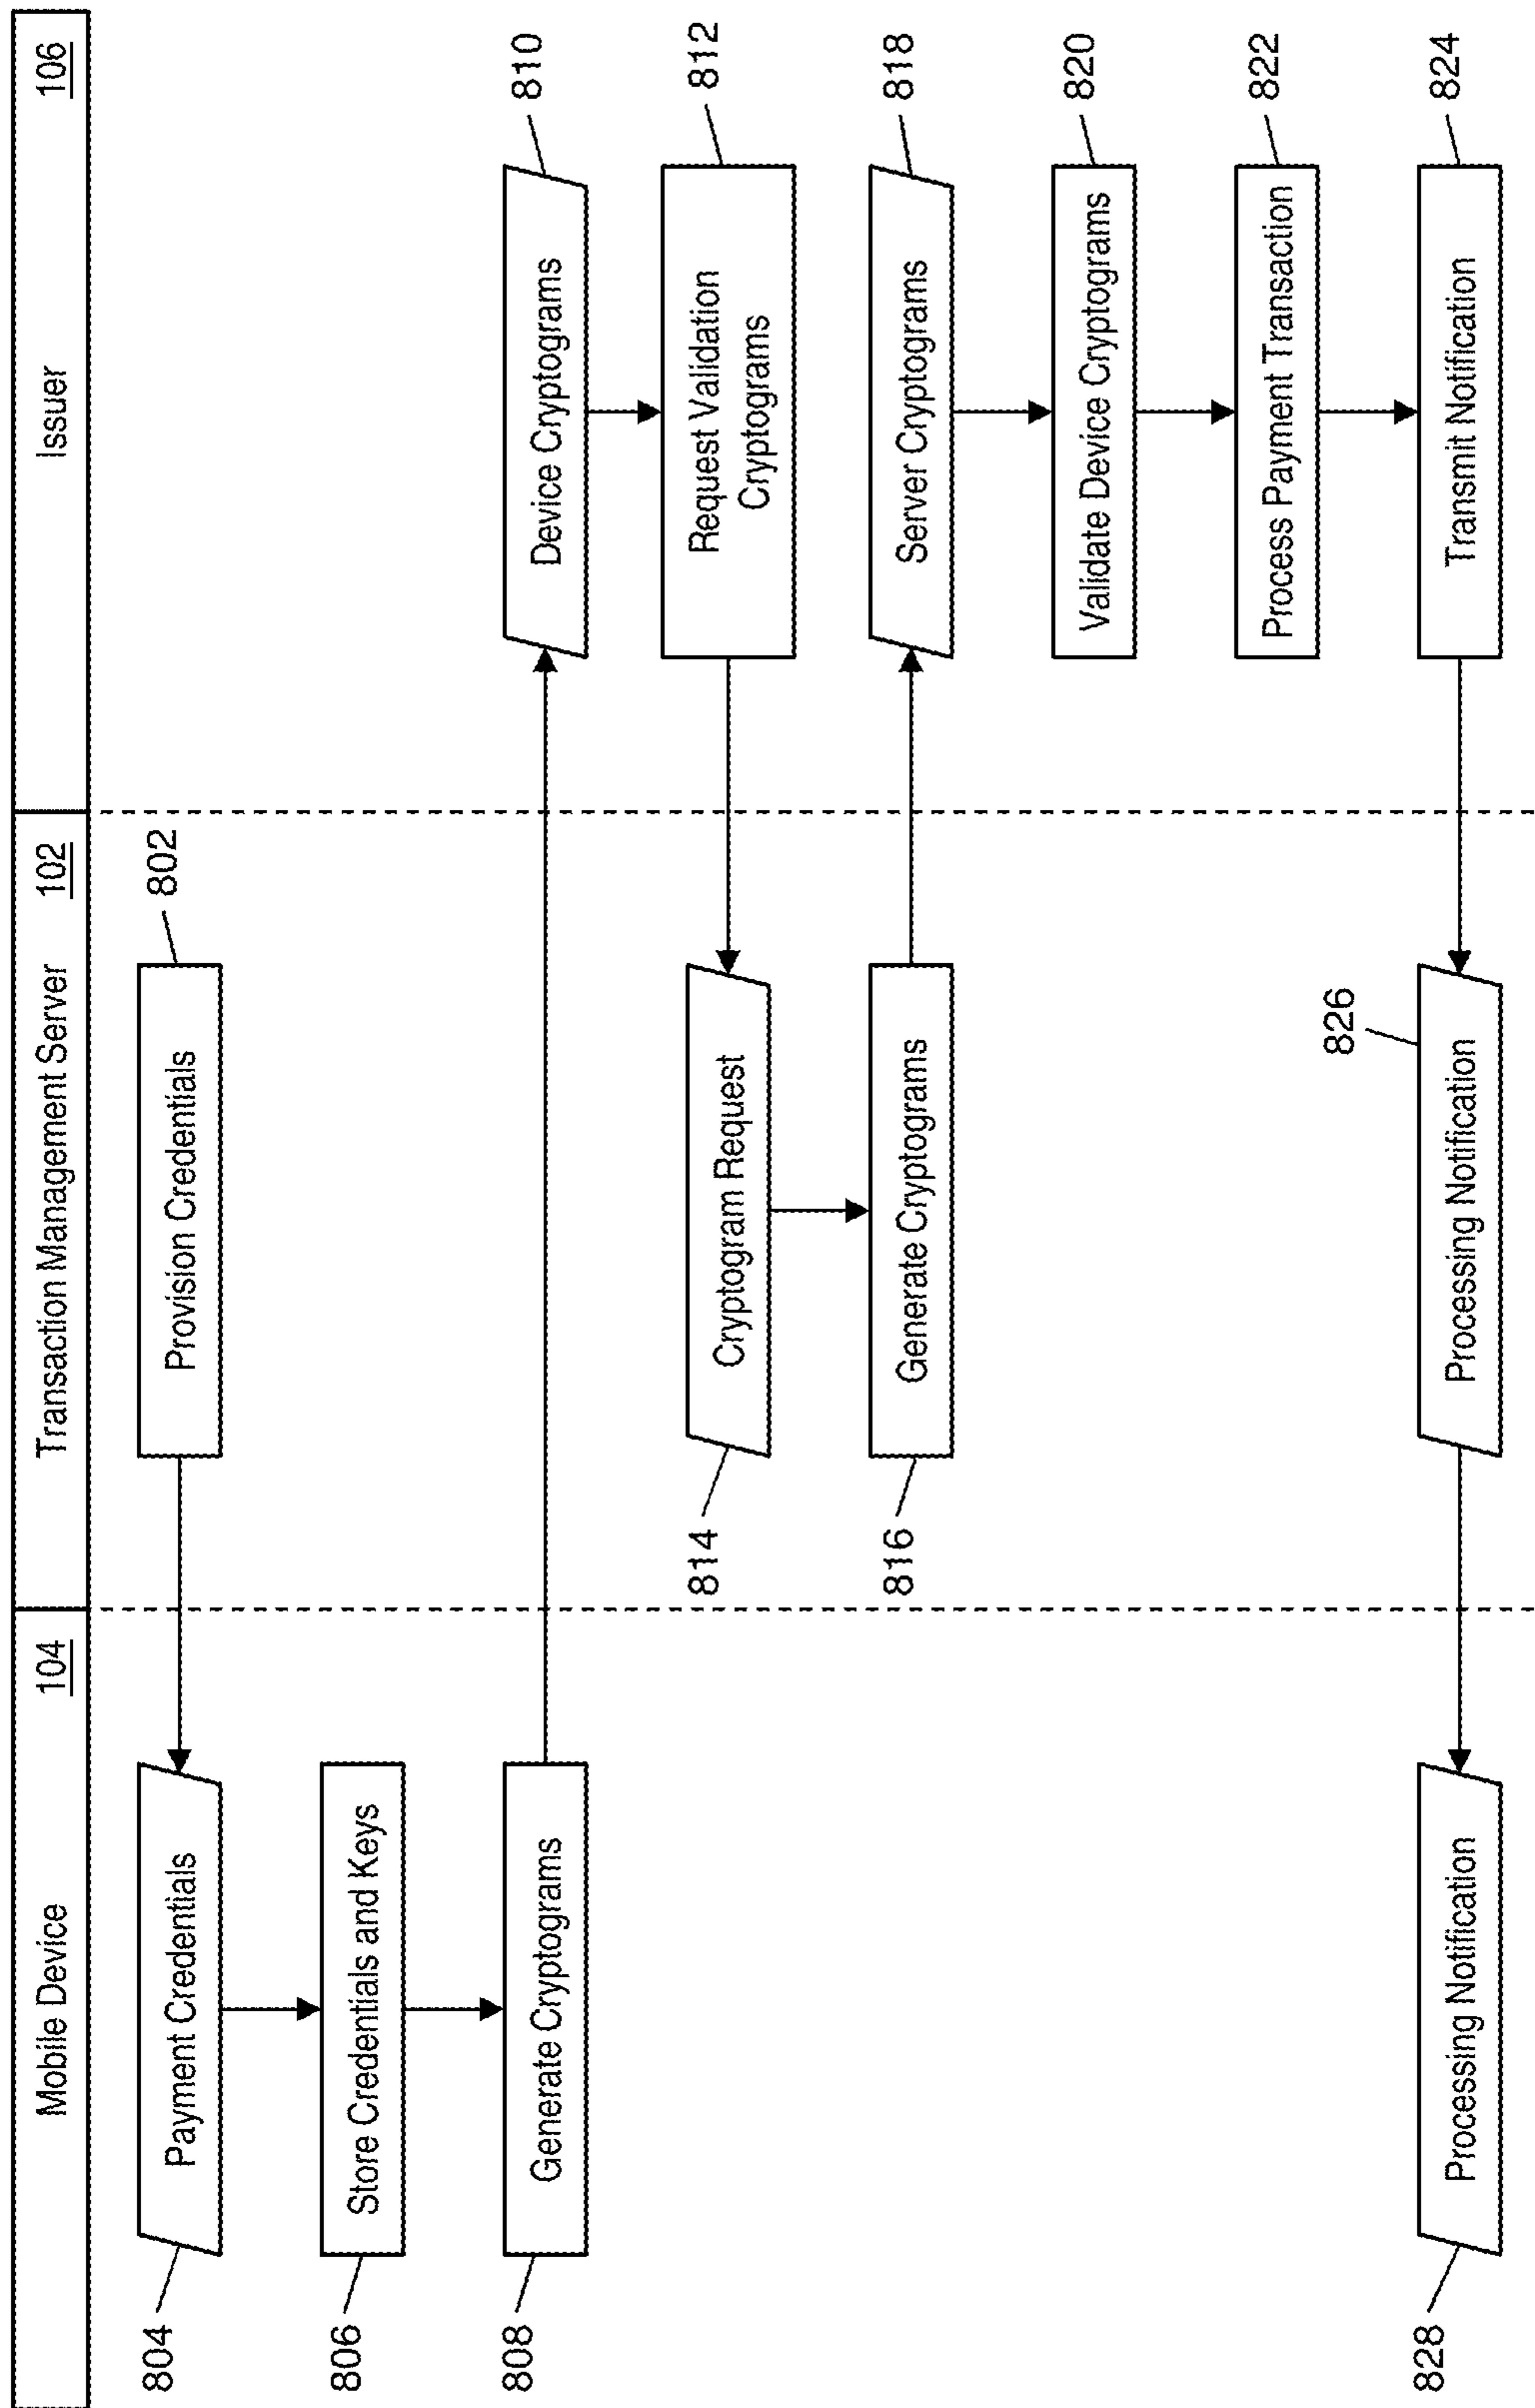 Mobile Device 104
Transaction Management Server 102
Issuer 106
Provision Credentials
802
804
Payment Credentials
806
Store Credentials and Keys
808
Generate Cryptograms
Device Cryptograms
810
Request Validation
Cryptograms
812
814
Cryptogram Request
816
Generate Cryptograms
Server Cryptograms
818
Validate Device Cryptograms
820
Process Payment Transaction
822
Transmit Notification
824
826
Processing Notification
828
Processing Notification